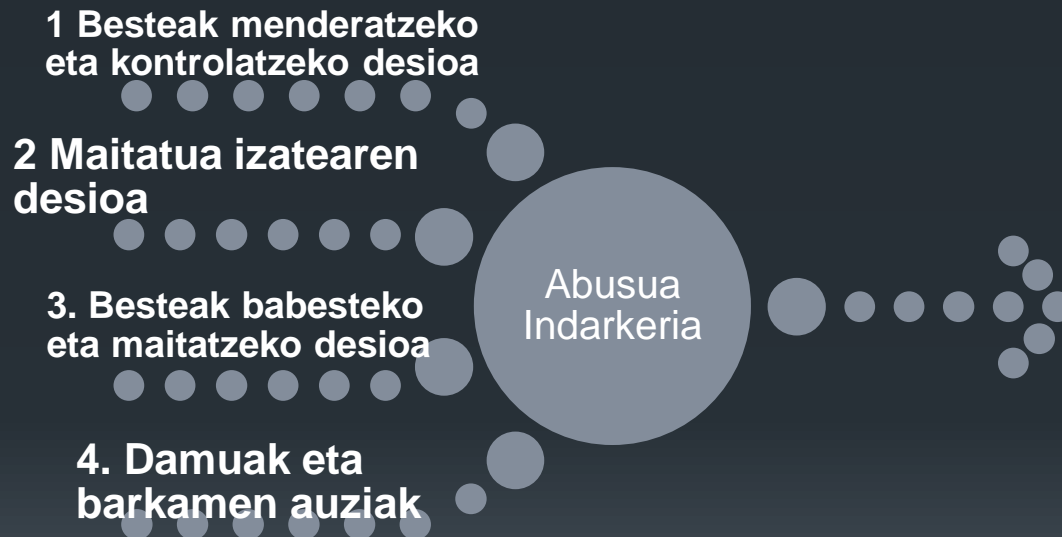 1 Besteak menderatzeko
eta kontrolatzeko desioa
2 Maitatua izatearen
desioa
3. Besteak babesteko
eta maitatzeko desioa
4. Damuak eta
barkamen auziak
Abusua
Indarkeria